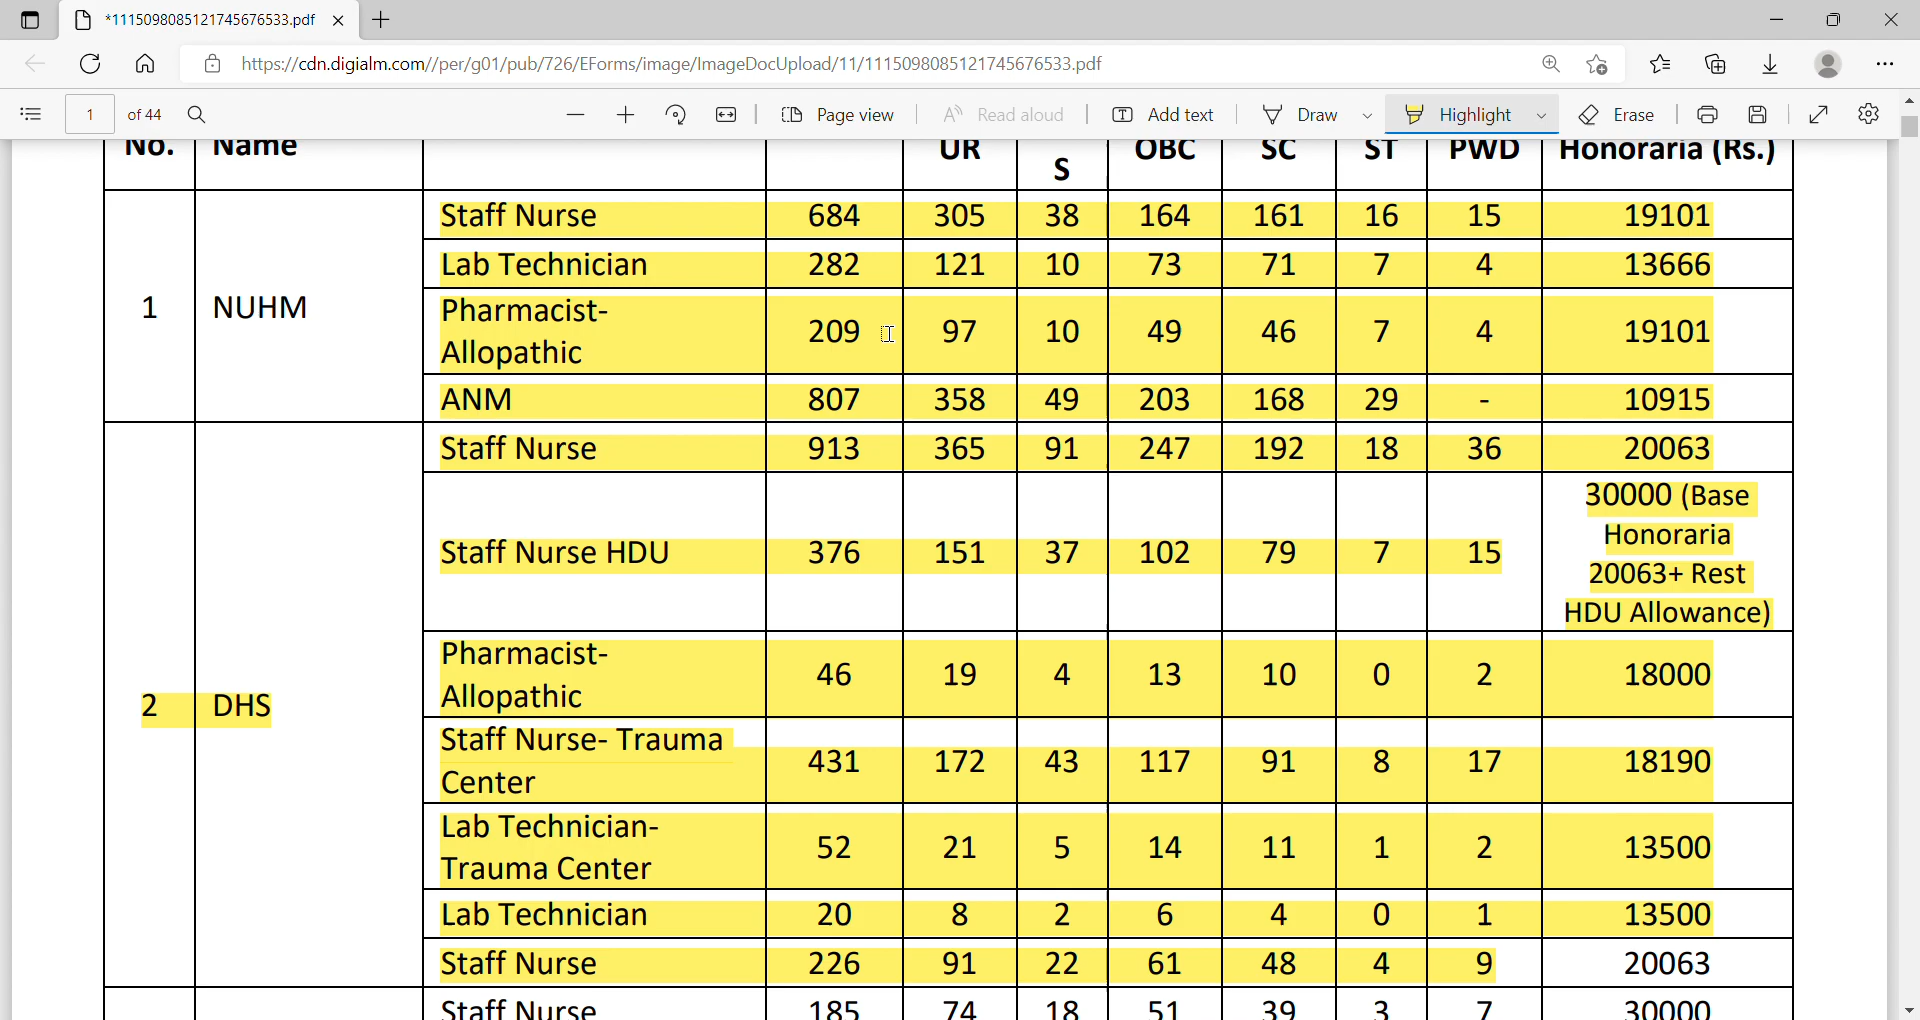 *1115098085121745676533.pdf
https://cdn.digialm.com//per/g01/pub/726/EForms/image/ImageDocUpload/11/1115098085121745676533.pdf
1 of 44 Page view Read aloud Add text Draw Highlight Erase
No. Name UR S OBC SC ST PWD Honoraria (Rs.)
1 NUHM
Staff Nurse 684 305 38 164 161 16 15 19101
Lab Technician 282 121 10 73 71 7 4 13666
Pharmacist-
Allopathic 209 97 10 49 46 7 4 19101
ANM 807 358 49 203 168 29 - 10915
2 DHS
Staff Nurse 913 365 91 247 192 18 36 20063
Staff Nurse HDU 376 151 37 102 79 7 15
30000 (Base
Honoraria
20063+ Rest
HDU Allowance)
Pharmacist-
Allopathic 46 19 4 13 10 0 2 18000
Staff Nurse- Trauma
Center 431 172 43 117 91 8 17 18190
Lab Technician-
Trauma Center 52 21 5 14 11 1 2 13500
Lab Technician 20 8 2 6 4 0 1 13500
Staff Nurse 226 91 22 61 48 4 9 20063
Staff Nurse 185 74 18 51 39 3 7 30000